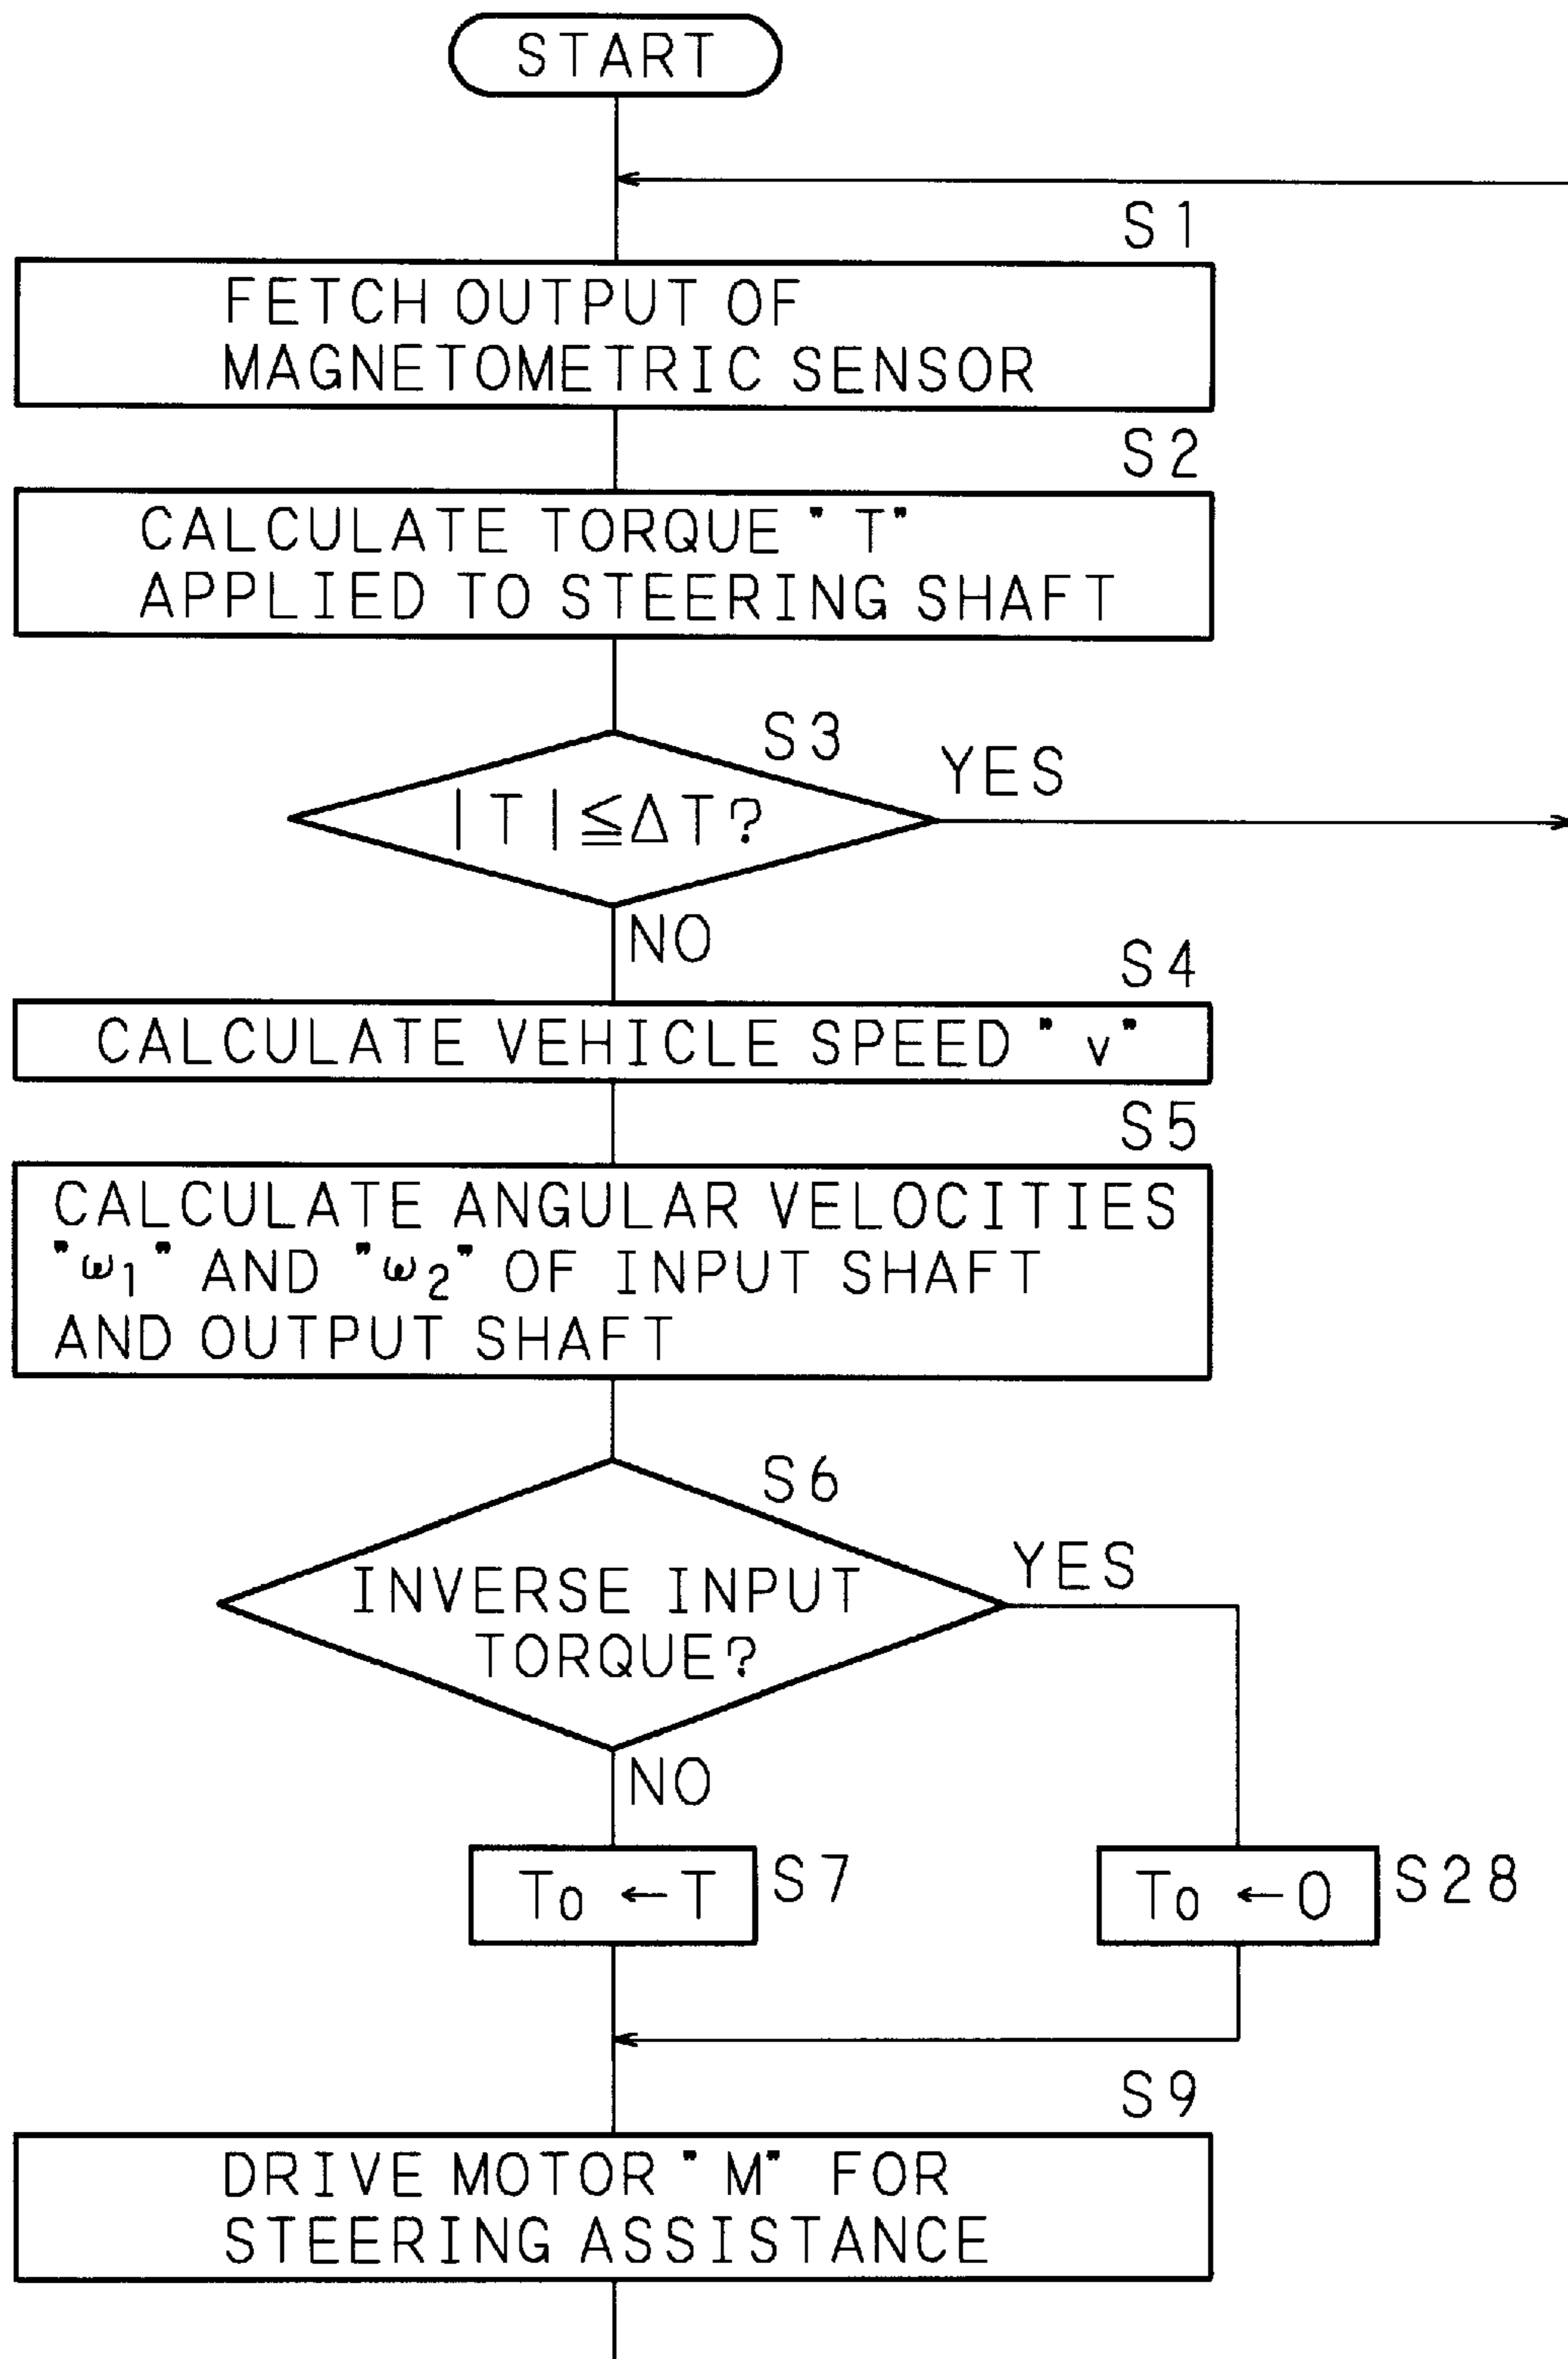 START
S1
FETCH OUTPUT OF
MAGNETOMETRIC SENSOR
S2
CALCULATE TORQUE "T"
APPLIED TO STEERING SHAFT
S3
YES
|T|≦ΔT?
NO
S4
CALCULATE VEHICLE SPEED "v"
S5
CALCULATE ANGULAR VELOCITIES
"ω1" AND "ω2" OF INPUT SHAFT
AND OUTPUT SHAFT
S6
YES
INVERSE INPUT
TORQUE?
NO
To ←T
S7
To ←0
S28
S9
DRIVE MOTOR "M" FOR
STEERING ASSISTANCE